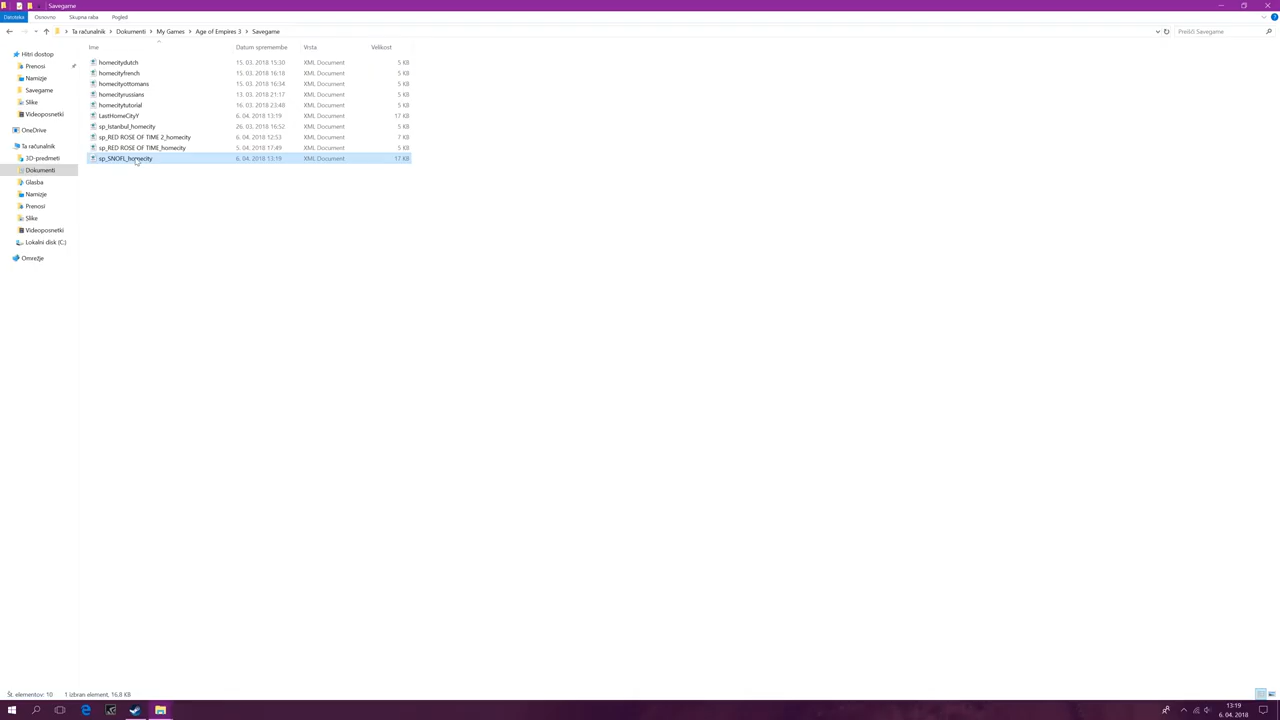 Savegame
Datoteka Osnovno Skupna raba Pogled
Ta računalnik Dokumenti My Games Age of Empires 3 Savegame Preišči Savegame
Ime Datum spremembe Vrsta Velikost
Hitri dostop
Prenosi
Namizje
Savegame
Slike
Videoposnetki
OneDrive
Ta računalnik
3D-predmeti
Dokumenti
Glasba
Namizje
Prenosi
Slike
Videoposnetki
Lokalni disk (C:)
Omrežje
homecitydutch 15. 03. 2018 15:30 XML Document 5 KB
homecityfrench 15. 03. 2018 16:18 XML Document 5 KB
homecityottomans 15. 03. 2018 16:34 XML Document 5 KB
homecityrussians 13. 03. 2018 21:17 XML Document 5 KB
homecitytutorial 16. 03. 2018 23:48 XML Document 5 KB
LastHomeCityY 6. 04. 2018 13:19 XML Document 17 KB
sp_Istanbul_homecity 26. 03. 2018 16:52 XML Document 5 KB
sp_RED ROSE OF TIME 2_homecity 6. 04. 2018 12:53 XML Document 7 KB
sp_RED ROSE OF TIME_homecity 5. 04. 2018 17:49 XML Document 5 KB
sp_SNOFI_homecity 6. 04. 2018 13:19 XML Document 17 KB
Št. elementov: 10 1 izbran element, 16,8 KB
13:19
6. 04. 2018